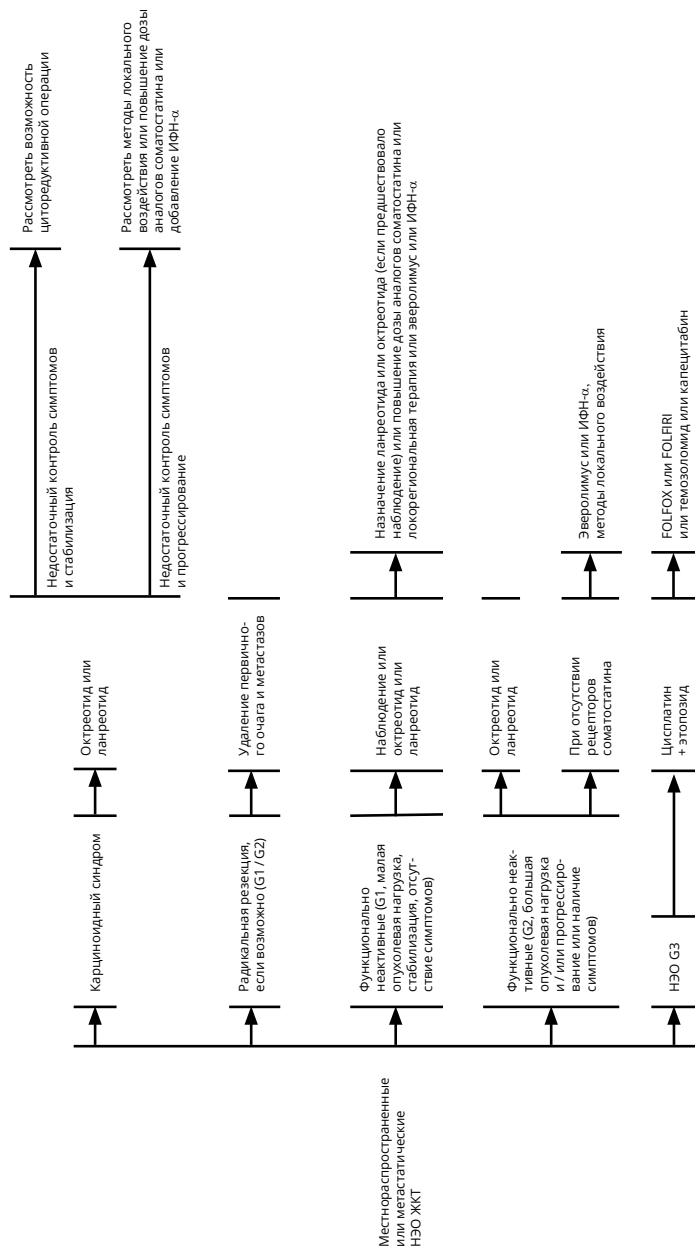 Местнораспространенные
или метастатические
НЭО ЖКТ
Карциноидный синдром
Октреотид или
ланреотид
Недостаточный контроль симптомов
и стабилизация
Рассмотреть возможность
циторедуктивной операции
Недостаточный контроль симптомов
и прогрессирование
Рассмотреть методы локального
воздействия или повышение дозы
аналогов соматостатина или
добавление ИФН-α
Радикальная резекция,
если возможно (G1 / G2)
Удаление первично-
го очага и метастазов
Функционально
неактивные (G1, малая
опухолевая нагрузка,
стабилизация, отсут-
ствие симптомов)
Наблюдение или
октреотид или
ланреотид
Назначение ланреотида или октреотида (если предшествовало
наблюдение) или повышение дозы аналогов соматостатина или
локорегиональная терапия или эверолимус или ИФН-α
Функционально неак-
тивные (G2, большая
опухолевая нагрузка
и / или прогрессиро-
вание или наличие
симптомов)
Октреотид или
ланреотид
При отсутствии
рецепторов
соматостатина
Эверолимус или ИФН-α,
методы локального воздействия
НЭО G3
Цисплатин
+ этопозид
FOLFOX или FOLFIRI
или темозоломид или капецитабин